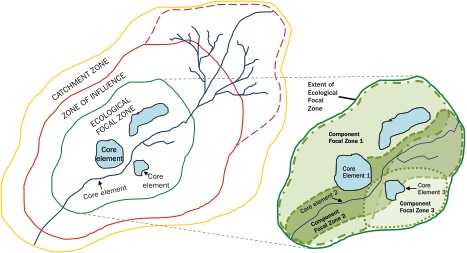 CATCHMENT ZONE
ZONE OF INFLUENCE
ECOLOGICAL
FOCAL ZONE
Core
element
Core
element
Core element
Extent of
Ecological
Focal
Zone
Component
Focal Zone 1
Core
Element 1
Core element 2
Component
Focal Zone 2
Core
Element 3
Component
Focal Zone 3